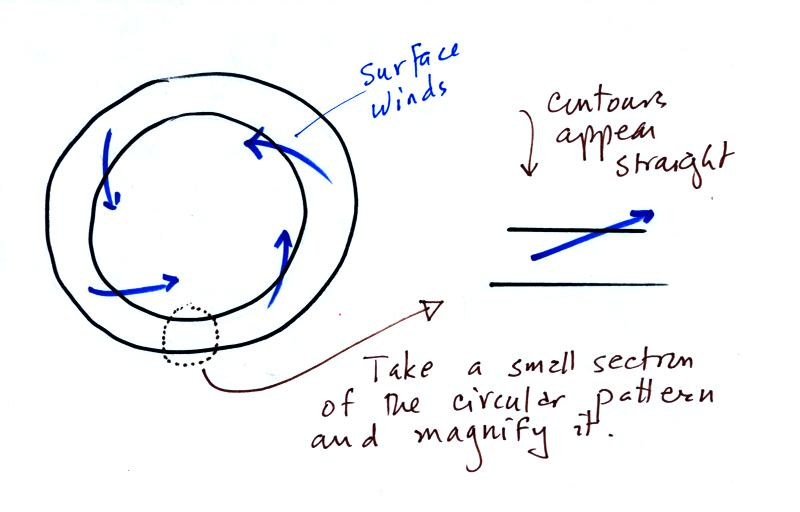 Surface
winds
contours
appear
straight
Take a small section
of the circular pattern
and magnify it.